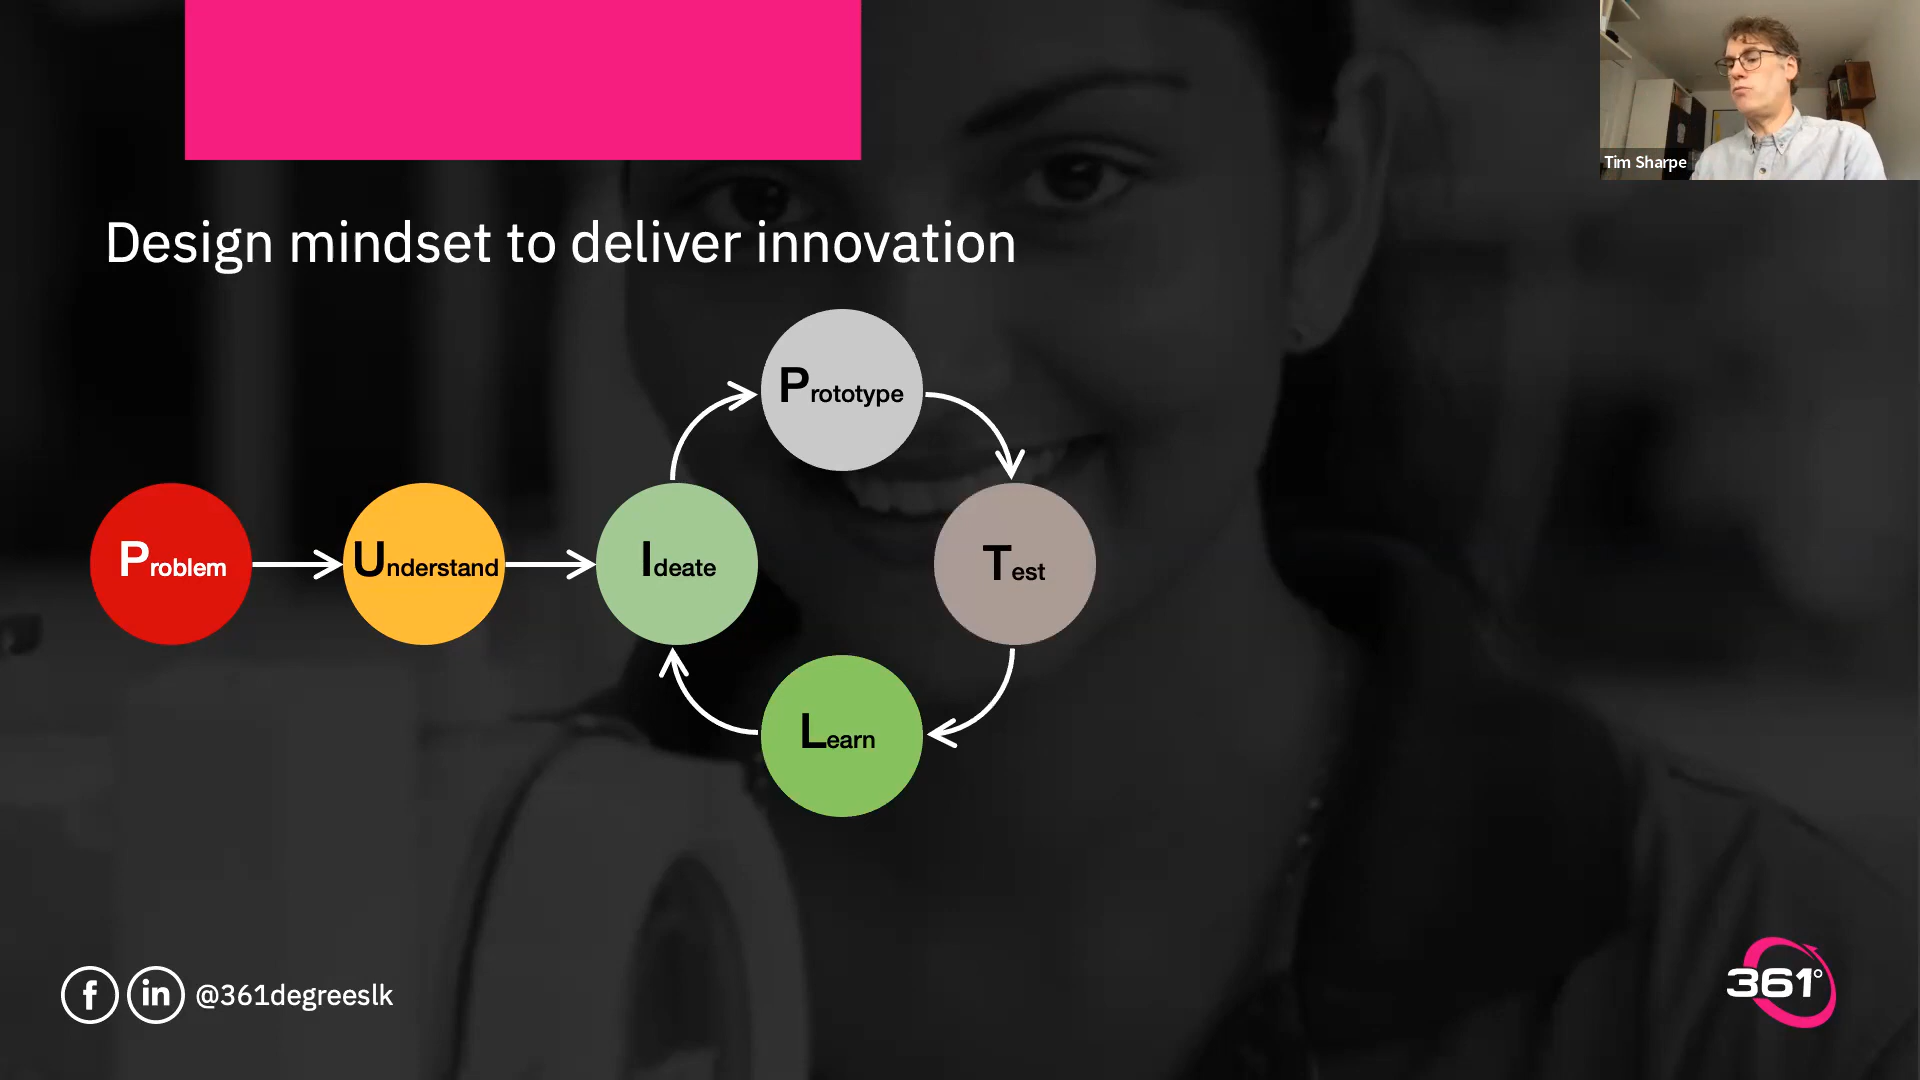 Tim Sharpe
Design mindset to deliver innovation
Prototype
Problem
Understand
Ideate
Test
Learn
@361degreeslk
361°